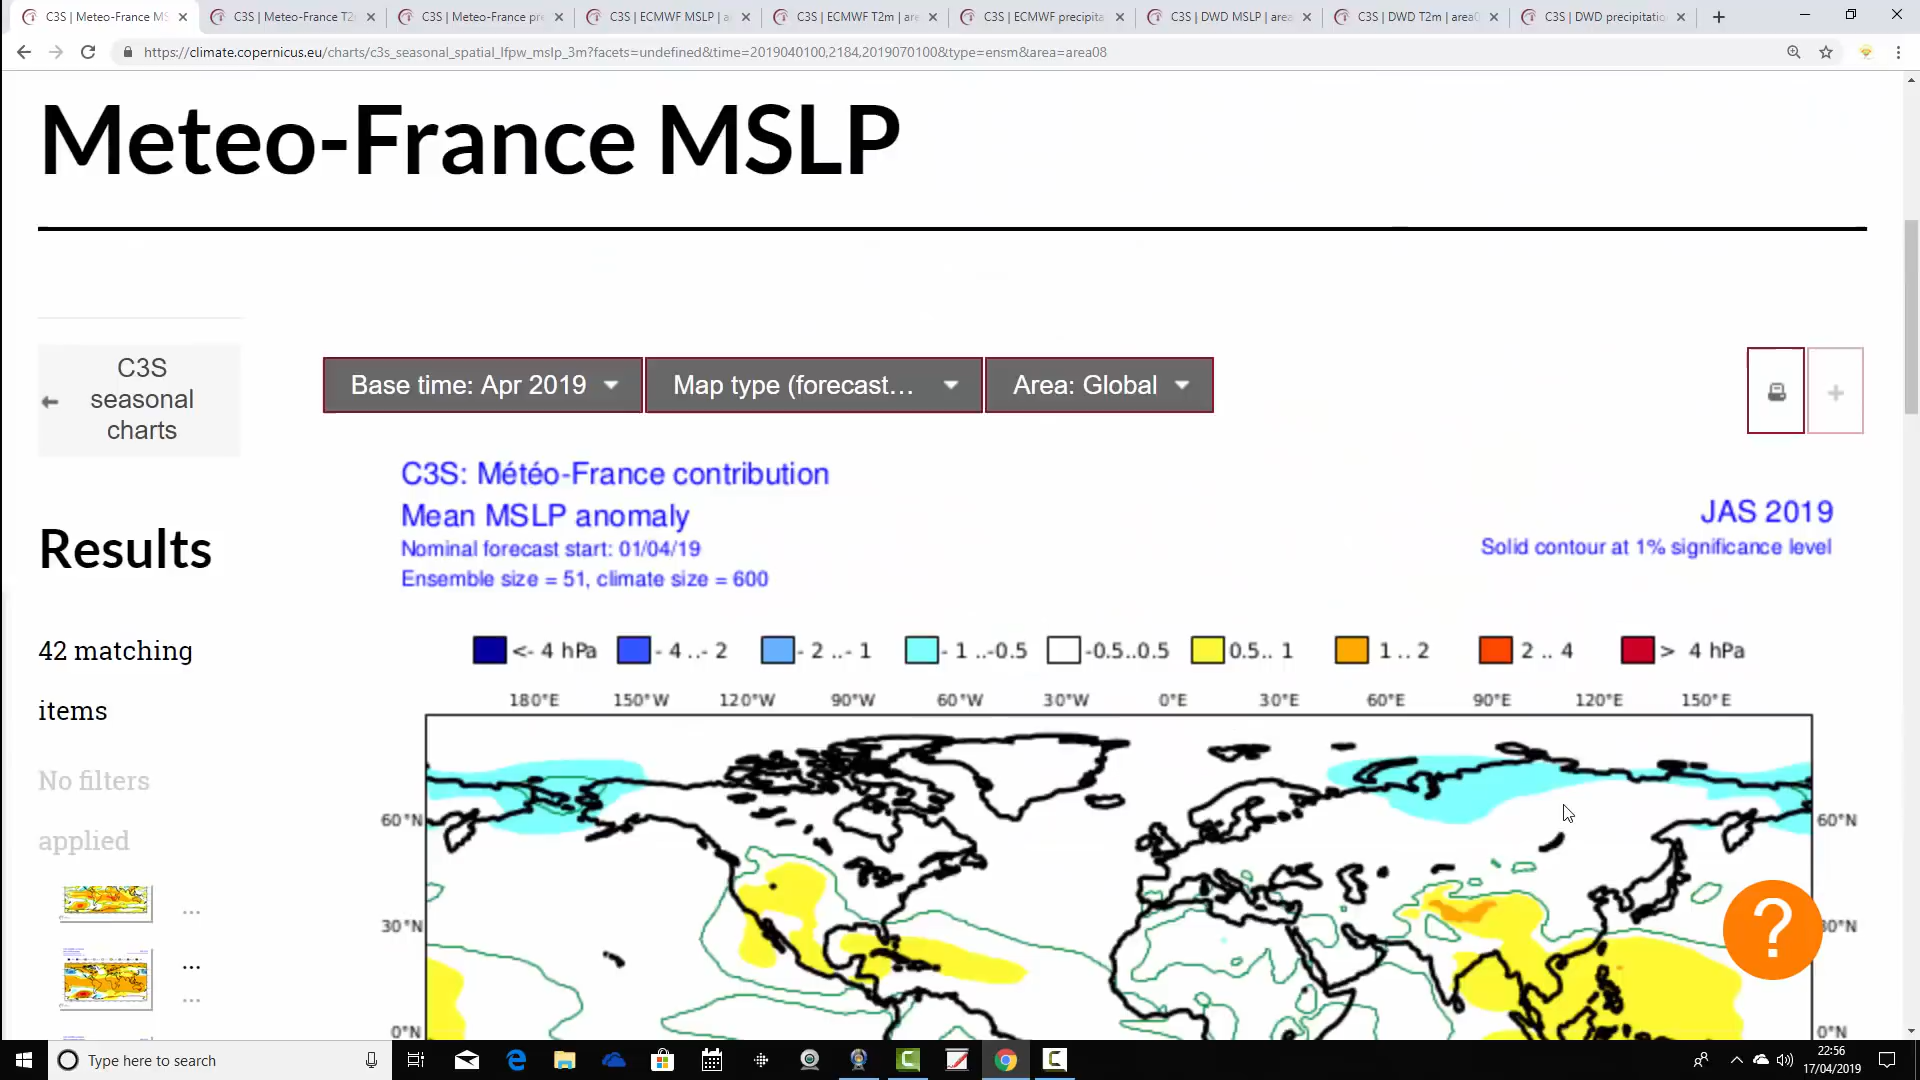 C3S | Meteo-France MS
C3S | Meteo-France T2
C3S | Meteo-France pre
C3S | ECMWF MSLP | a
C3S | ECMWF T2m | are
C3S | ECMWF precipita
C3S | DWD MSLP | area
C3S | DWD T2m | area0
C3S | DWD precipitatio
https://climate.copernicus.eu/charts/c3s_seasonal_spatial_lfpw_mslp_3m?facets=undefined&time=2019040100,2184,2019070100&type=ensm&area=area08
Meteo-France MSLP
C3S
seasonal
charts
Base time: Apr 2019
Map type (forecast…
Area: Global
C3S: Météo-France contribution
Mean MSLP anomaly
Nominal forecast start: 01/04/19
Ensemble size = 51, climate size = 600
JAS 2019
Solid contour at 1% significance level
Results
42 matching
items
No filters
applied
...
...
...
<- 4 hPa - 4 ..- 2 - 2 ..- 1 - 1 ..-0.5 -0.5..0.5 0.5.. 1 1 .. 2 2 .. 4 > 4 hPa
180°E 150°W 120°W 90°W 60°W 30°W 0°E 30°E 60°E 90°E 120°E 150°E
60°N 60°N
30°N 30°N
0°N 0°N
?
Type here to search
22:56
17/04/2019